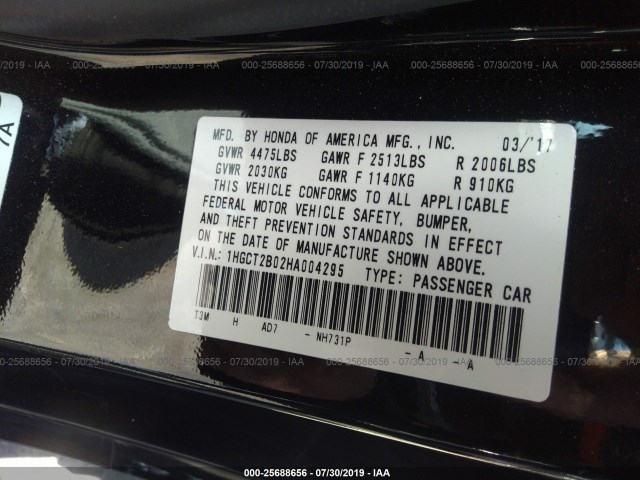 000-25688656 - 07/30/2019 - IAA
000-25688656 - 07/30/2019 - IAA
000-25688656 - 07/30/2019 - IAA
MFD. BY HONDA OF AMERICA MFG., INC. 03/'17
GVWR 4475LBS GAWR F 2513LBS R 2006LBS
GVWR 2030KG GAWR F 1140KG R 910KG
THIS VEHICLE CONFORMS TO ALL APPLICABLE
FEDERAL MOTOR VEHICLE SAFETY, BUMPER,
AND THEFT PREVENTION STANDARDS IN EFFECT
ON THE DATE OF MANUFACTURE SHOWN ABOVE.
V.I.N.: 1HGCT2B02HA004295 TYPE: PASSENGER CAR
T3M H AD7 - NH731P - A - A
000-25688656 - 07/30/2019 - IAA
000-25688656 - 07/30/2019 - IAA
000-25688656 - 07/30/2019 - IAA
000-25688656 - 07/30/2019 - IAA